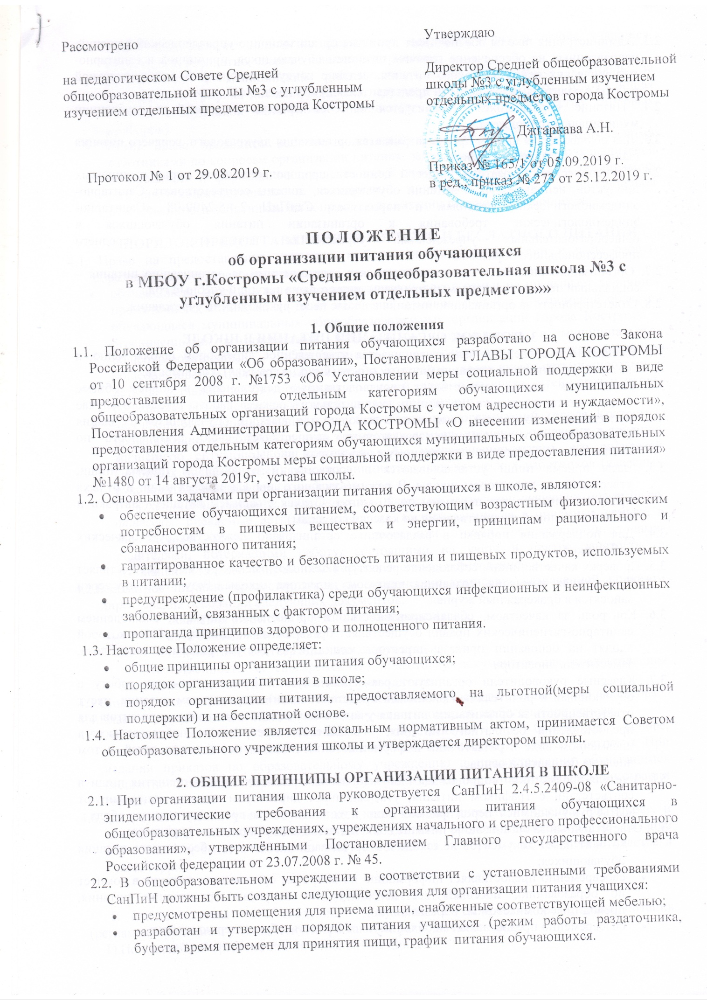 Рассмотрено
на педагогическом Совете Средней
общеобразовательной школы №3 с углубленным
изучением отдельных предметов города Костромы
Протокол № 1 от 29.08.2019 г.
Утверждаю
Директор Средней общеобразовательной
школы №3 с углубленным изучением
отдельных предметов города Костромы
Джгаркава А.Н.
Приказ № 165/1 от 05.09.2019 г.
в ред., приказ № 273 от 25.12.2019 г.
ПОЛОЖЕНИЕ
об организации питания обучающихся
в МБОУ г.Костромы «Средняя общеобразовательная школа №3 с
углубленным изучением отдельных предметов»»
1. Общие положения
1.1. Положение об организации питания обучающихся разработано на основе Закона
Российской Федерации «Об образовании», Постановления ГЛАВЫ ГОРОДА КОСТРОМЫ
от 10 сентября 2008 г. №1753 «Об Установлении меры социальной поддержки в виде
предоставления питания отдельным категориям обучающихся муниципальных
общеобразовательных организаций города Костромы с учетом адресности и нуждаемости»,
Постановления Администрации ГОРОДА КОСТРОМЫ «О внесении изменений в порядок
предоставления отдельным категориям обучающихся муниципальных общеобразовательных
организаций города Костромы меры социальной поддержки в виде предоставления питания»
№1480 от 14 августа 2019г, устава школы.
1.2. Основными задачами при организации питания обучающихся в школе, являются:
• обеспечение обучающихся питанием, соответствующим возрастным физиологическим
потребностям в пищевых веществах и энергии, принципам рационального и
сбалансированного питания;
• гарантированное качество и безопасность питания и пищевых продуктов, используемых
в питании;
• предупреждение (профилактика) среди обучающихся инфекционных и неинфекционных
заболеваний, связанных с фактором питания;
• пропаганда принципов здорового и полноценного питания.
1.3. Настоящее Положение определяет:
• общие принципы организации питания обучающихся;
• порядок организации питания в школе;
• порядок организации питания, предоставляемого на льготной(меры социальной
поддержки) и на бесплатной основе.
1.4. Настоящее Положение является локальным нормативным актом, принимается Советом
общеобразовательного учреждения школы и утверждается директором школы.
2. ОБЩИЕ ПРИНЦИПЫ ОРГАНИЗАЦИИ ПИТАНИЯ В ШКОЛЕ
2.1. При организации питания школа руководствуется СанПиН 2.4.5.2409-08 «Санитарно-
эпидемиологические требования к организации питания обучающихся в
общеобразовательных учреждениях, учреждениях начального и среднего профессионального
образования», утверждёнными Постановлением Главного государственного врача
Российской федерации от 23.07.2008 г. № 45.
2.2. В общеобразовательном учреждении в соответствии с установленными требованиями
СанПиН должны быть созданы следующие условия для организации питания учащихся:
• предусмотрены помещения для приема пищи, снабженные соответствующей мебелью;
• разработан и утвержден порядок питания учащихся (режим работы раздаточника,
буфета, время перемен для принятия пищи, график питания обучающихся.